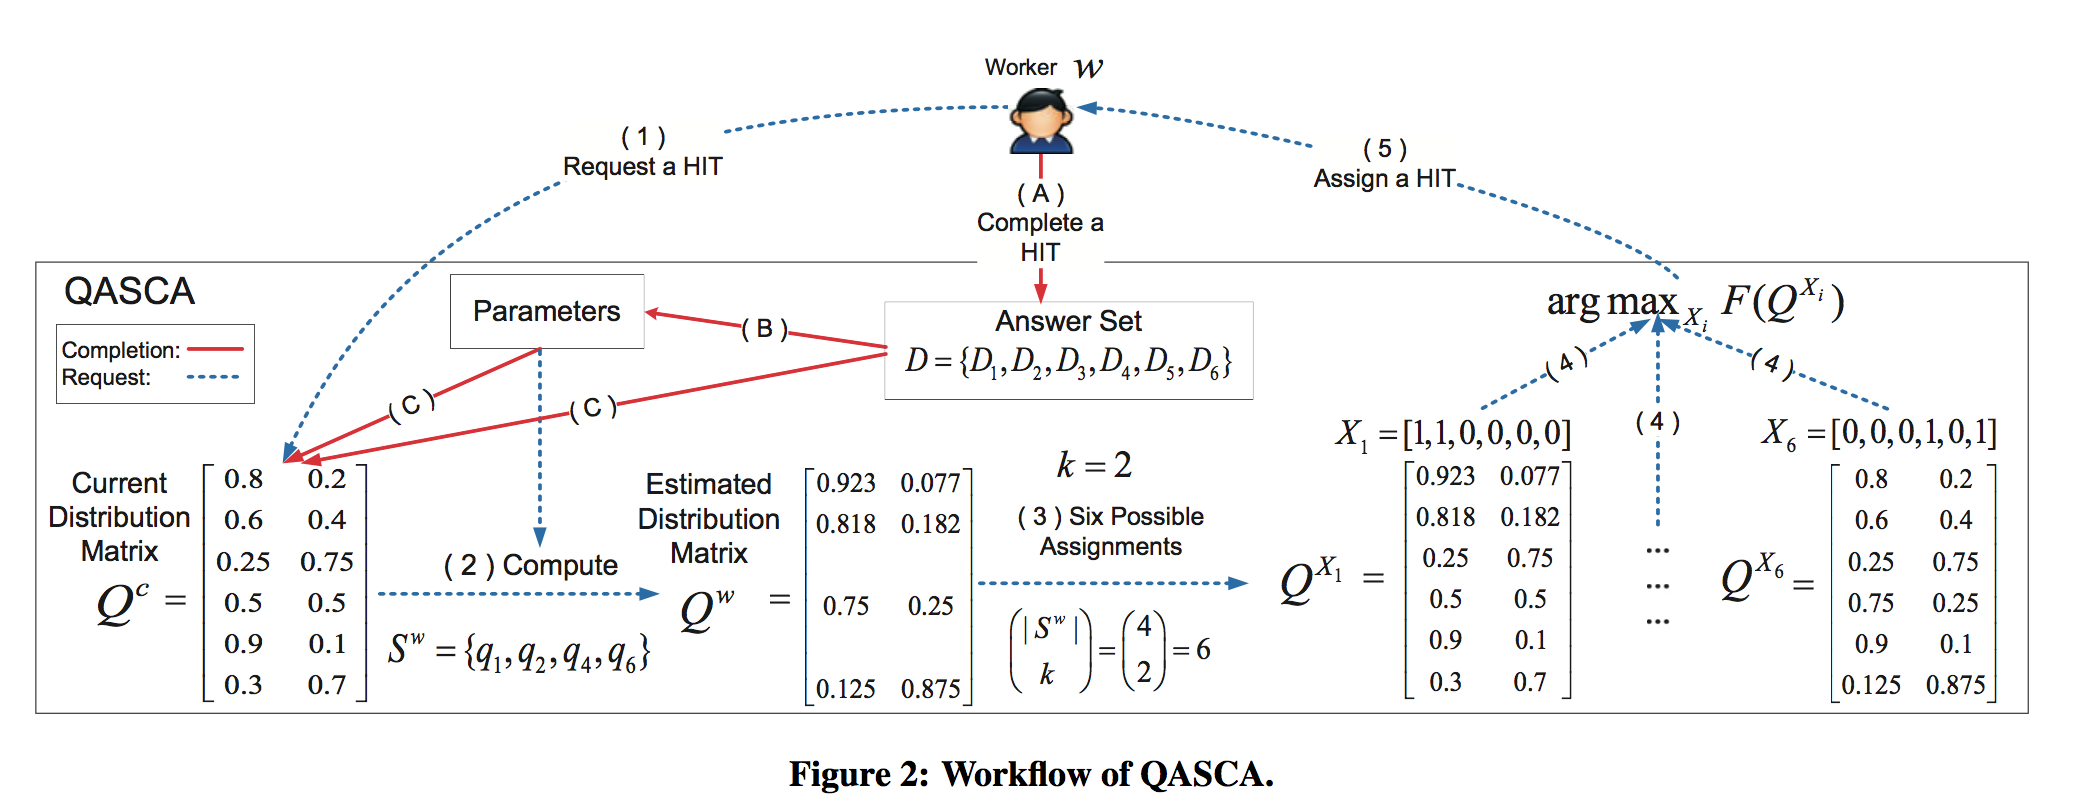 Worker w
( 1 )
Request a HIT
( 5 )
Assign a HIT
( A )
Complete a
HIT
QASCA
Completion:
Request:
Parameters
( B )
Answer Set
D = {D₁, D₂, D₃, D₄, D₅, D₆}
arg max_{X_i} F(Q^{X_i})
( C )
( C )
( 4 )
( 4 )
( 4 )
Current
Distribution
Matrix
Q^c =
0.8 0.2
0.6 0.4
0.25 0.75
0.5 0.5
0.9 0.1
0.3 0.7
( 2 ) Compute
S^w = {q₁, q₂, q₄, q₆}
Estimated
Distribution
Matrix
Q^w =
0.923 0.077
0.818 0.182
0.75 0.25
0.125 0.875
k = 2
( 3 ) Six Possible
Assignments
( |S^w| k ) = ( 4 2 ) = 6
X₁ = [1, 1, 0, 0, 0, 0]
Q^{X₁} =
0.923 0.077
0.818 0.182
0.25 0.75
0.5 0.5
0.9 0.1
0.3 0.7
...
...
...
X₆ = [0, 0, 0, 1, 0, 1]
Q^{X₆} =
0.8 0.2
0.6 0.4
0.25 0.75
0.75 0.25
0.9 0.1
0.125 0.875
Figure 2: Workflow of QASCA.